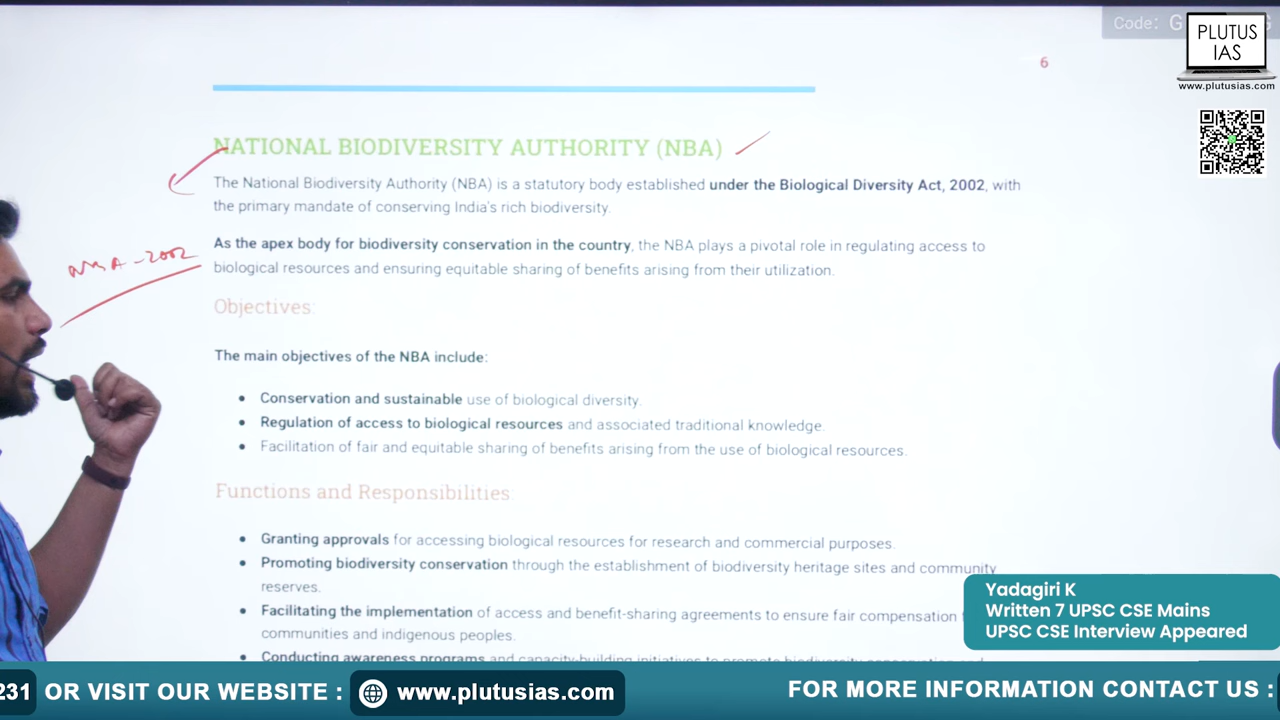 Code: G
PLUTUS
IAS
www.plutusias.com
6
NATIONAL BIODIVERSITY AUTHORITY (NBA)
The National Biodiversity Authority (NBA) is a statutory body established under the Biological Diversity Act, 2002, with
the primary mandate of conserving India's rich biodiversity.
As the apex body for biodiversity conservation in the country, the NBA plays a pivotal role in regulating access to
biological resources and ensuring equitable sharing of benefits arising from their utilization.
Objectives:
The main objectives of the NBA include:
• Conservation and sustainable use of biological diversity.
• Regulation of access to biological resources and associated traditional knowledge.
• Facilitation of fair and equitable sharing of benefits arising from the use of biological resources.
Functions and Responsibilities:
• Granting approvals for accessing biological resources for research and commercial purposes.
• Promoting biodiversity conservation through the establishment of biodiversity heritage sites and community
reserves.
• Facilitating the implementation of access and benefit-sharing agreements to ensure fair compensation
communities and indigenous peoples.
• Conducting awareness programs and capacity-building initiatives to promote biodiversity conservation and
Yadagiri K
Written 7 UPSC CSE Mains
UPSC CSE Interview Appeared
231 OR VISIT OUR WEBSITE : www.plutusias.com
FOR MORE INFORMATION CONTACT US :